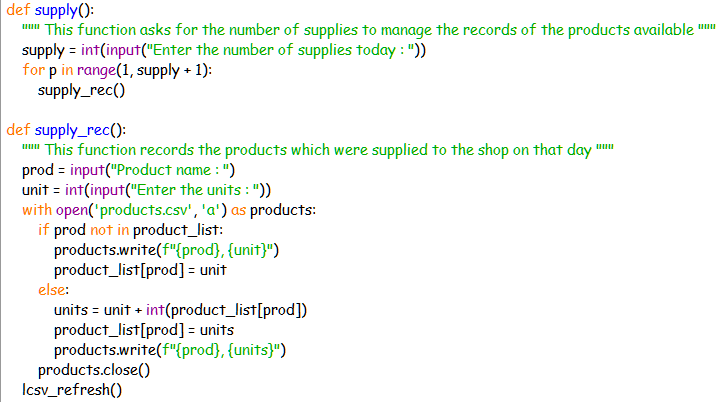 def supply():
    """ This function asks for the number of supplies to manage the records of the products available """
    supply = int(input("Enter the number of supplies today : "))
    for p in range(1, supply + 1):
        supply_rec()

def supply_rec():
    """ This function records the products which were supplied to the shop on that day """
    prod = input("Product name : ")
    unit = int(input("Enter the units : "))
    with open('products.csv', 'a') as products:
        if prod not in product_list:
            products.write(f"{prod}, {unit}")
            product_list[prod] = unit
        else:
            units = unit + int(product_list[prod])
            product_list[prod] = units
            products.write(f"{prod}, {units}")
        products.close()
    lcsv_refresh()